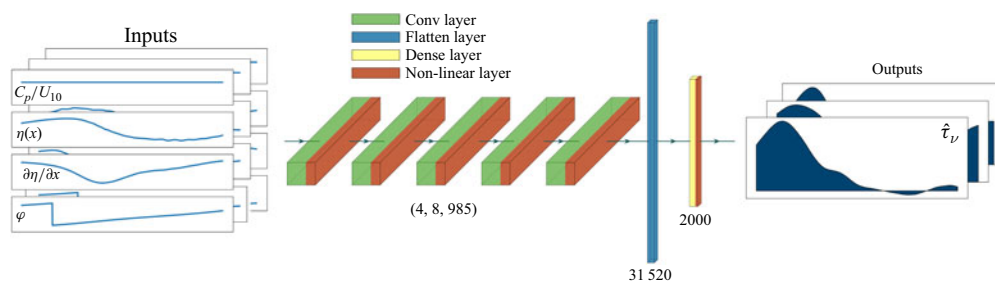 Inputs
C_p/U_10
η(x)
∂η/∂x
φ
Conv layer
Flatten layer
Dense layer
Non-linear layer
(4, 8, 985)
31 520
2000
Outputs
τ̂_ν